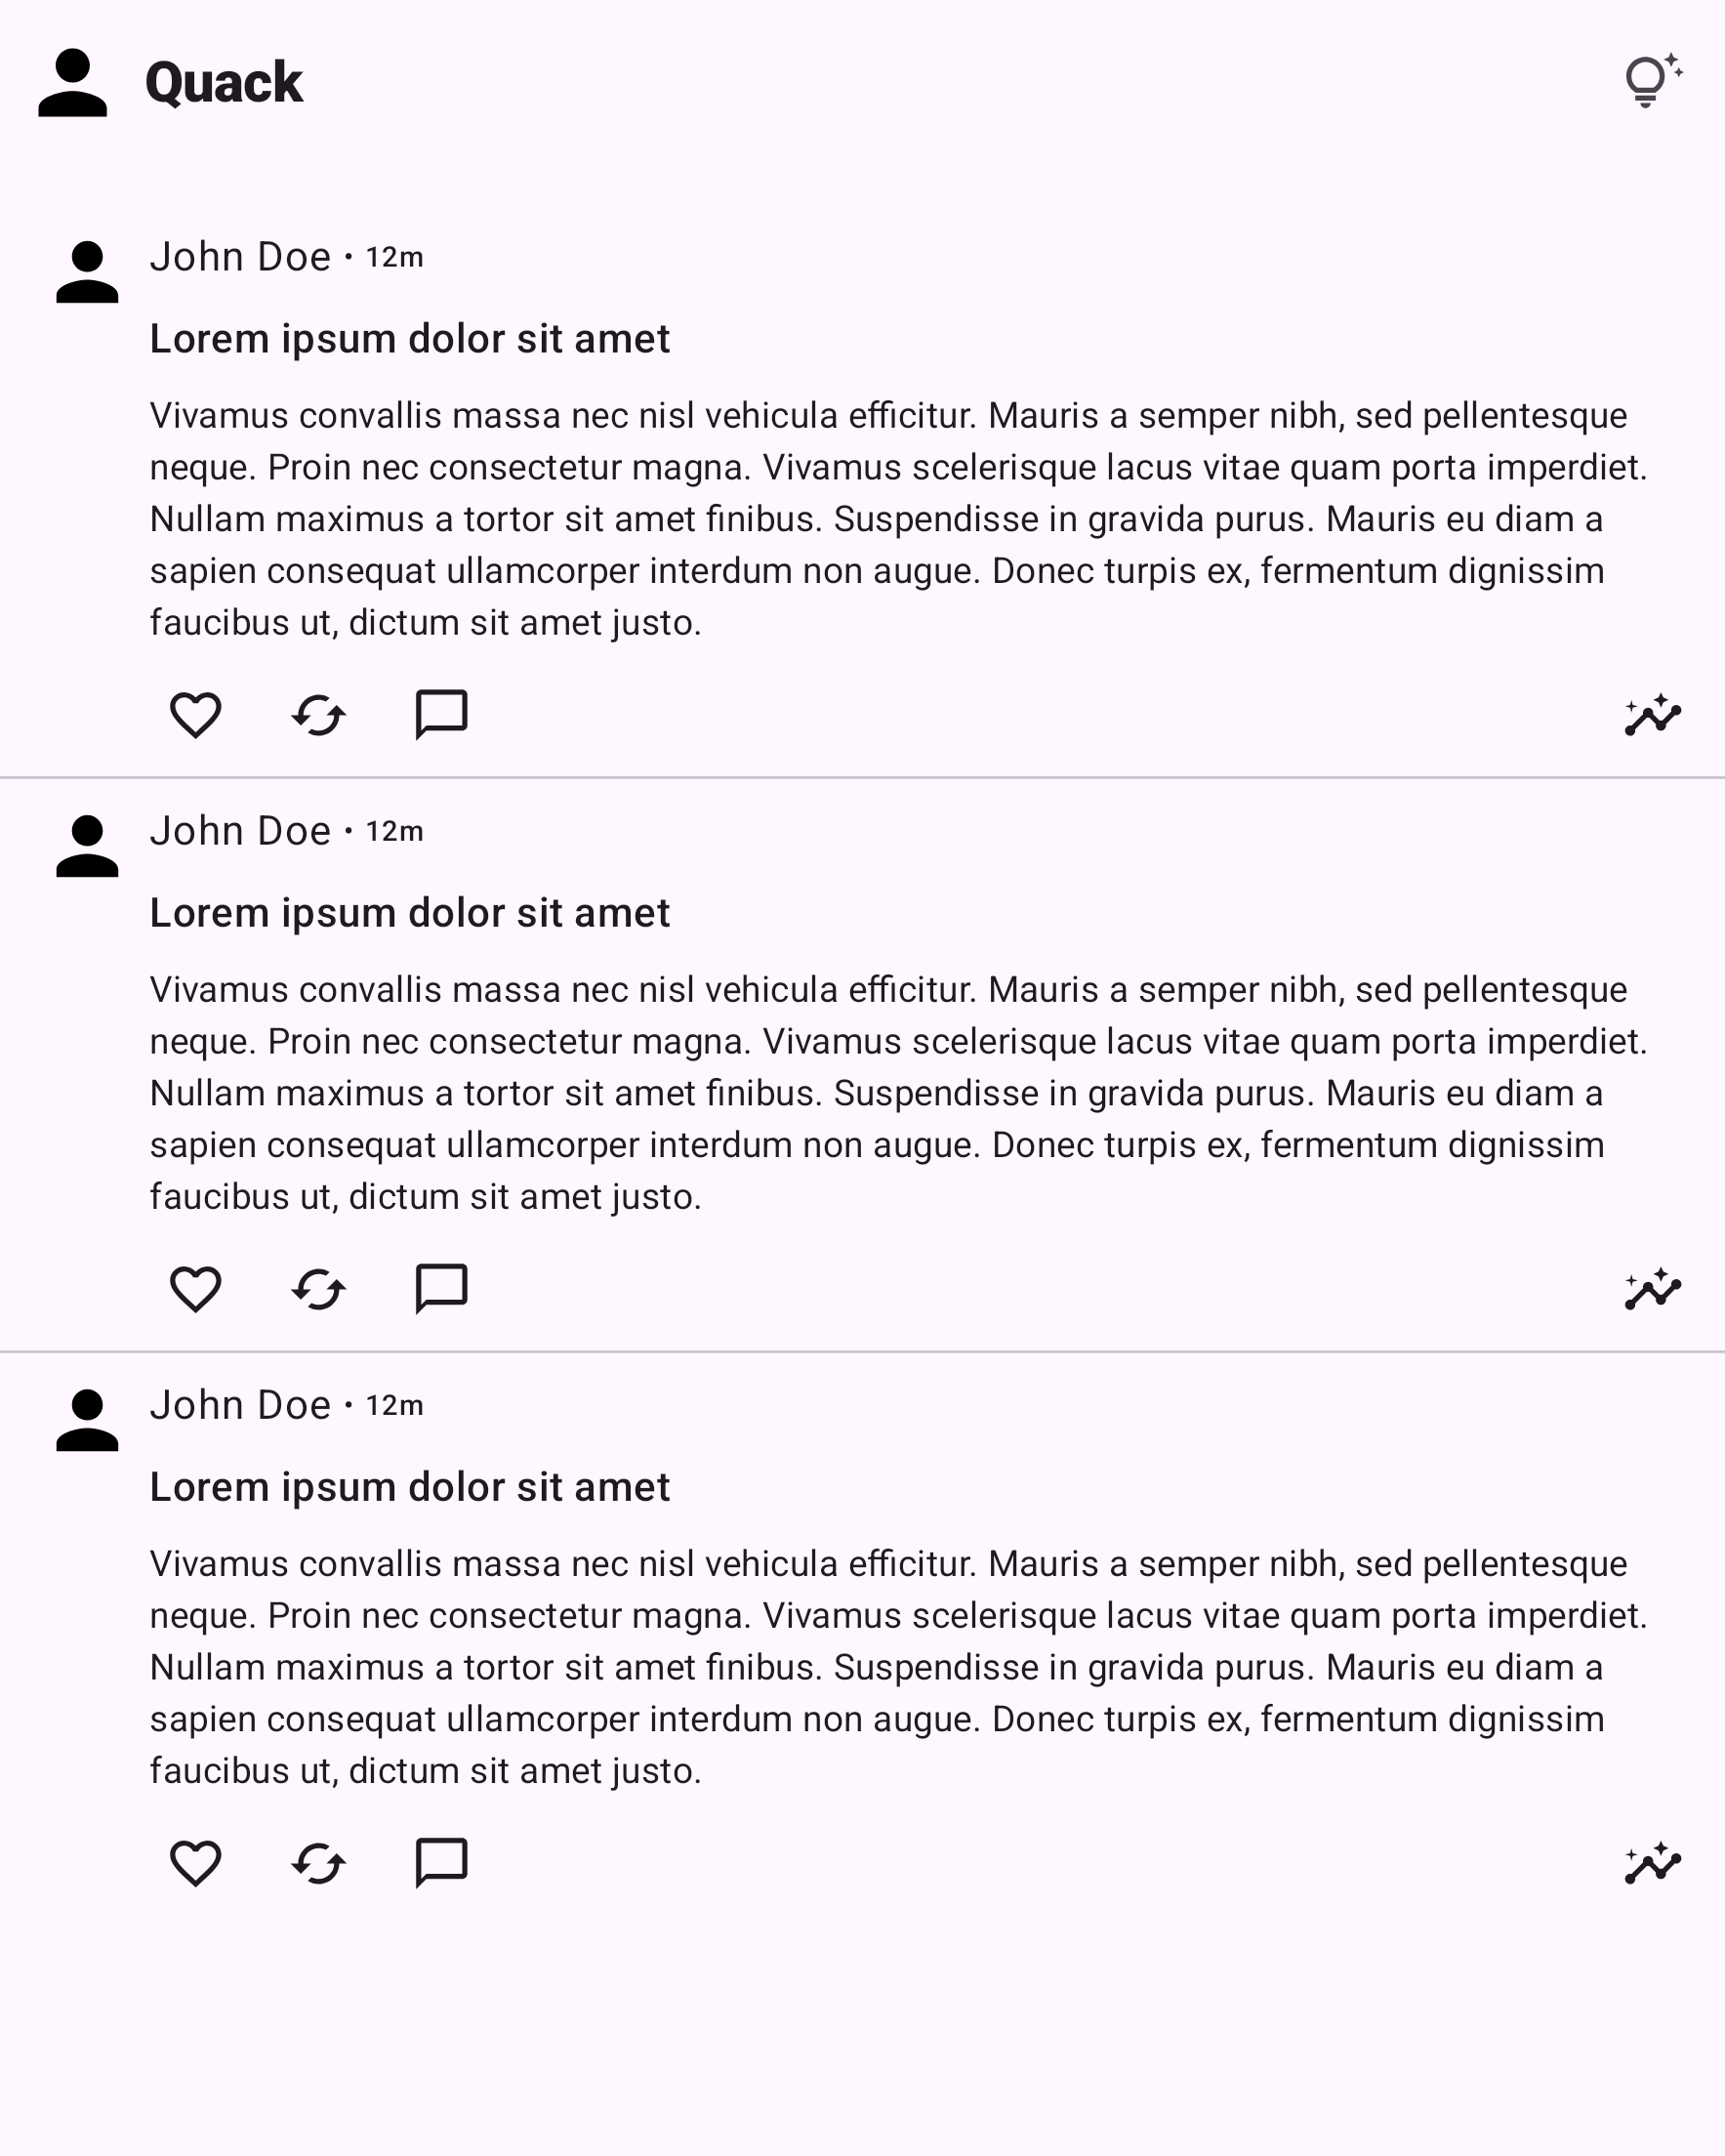 Quack
John Doe • 12m
Lorem ipsum dolor sit amet
Vivamus convallis massa nec nisl vehicula efficitur. Mauris a semper nibh, sed pellentesque
neque. Proin nec consectetur magna. Vivamus scelerisque lacus vitae quam porta imperdiet.
Nullam maximus a tortor sit amet finibus. Suspendisse in gravida purus. Mauris eu diam a
sapien consequat ullamcorper interdum non augue. Donec turpis ex, fermentum dignissim
faucibus ut, dictum sit amet justo.
John Doe • 12m
Lorem ipsum dolor sit amet
Vivamus convallis massa nec nisl vehicula efficitur. Mauris a semper nibh, sed pellentesque
neque. Proin nec consectetur magna. Vivamus scelerisque lacus vitae quam porta imperdiet.
Nullam maximus a tortor sit amet finibus. Suspendisse in gravida purus. Mauris eu diam a
sapien consequat ullamcorper interdum non augue. Donec turpis ex, fermentum dignissim
faucibus ut, dictum sit amet justo.
John Doe • 12m
Lorem ipsum dolor sit amet
Vivamus convallis massa nec nisl vehicula efficitur. Mauris a semper nibh, sed pellentesque
neque. Proin nec consectetur magna. Vivamus scelerisque lacus vitae quam porta imperdiet.
Nullam maximus a tortor sit amet finibus. Suspendisse in gravida purus. Mauris eu diam a
sapien consequat ullamcorper interdum non augue. Donec turpis ex, fermentum dignissim
faucibus ut, dictum sit amet justo.